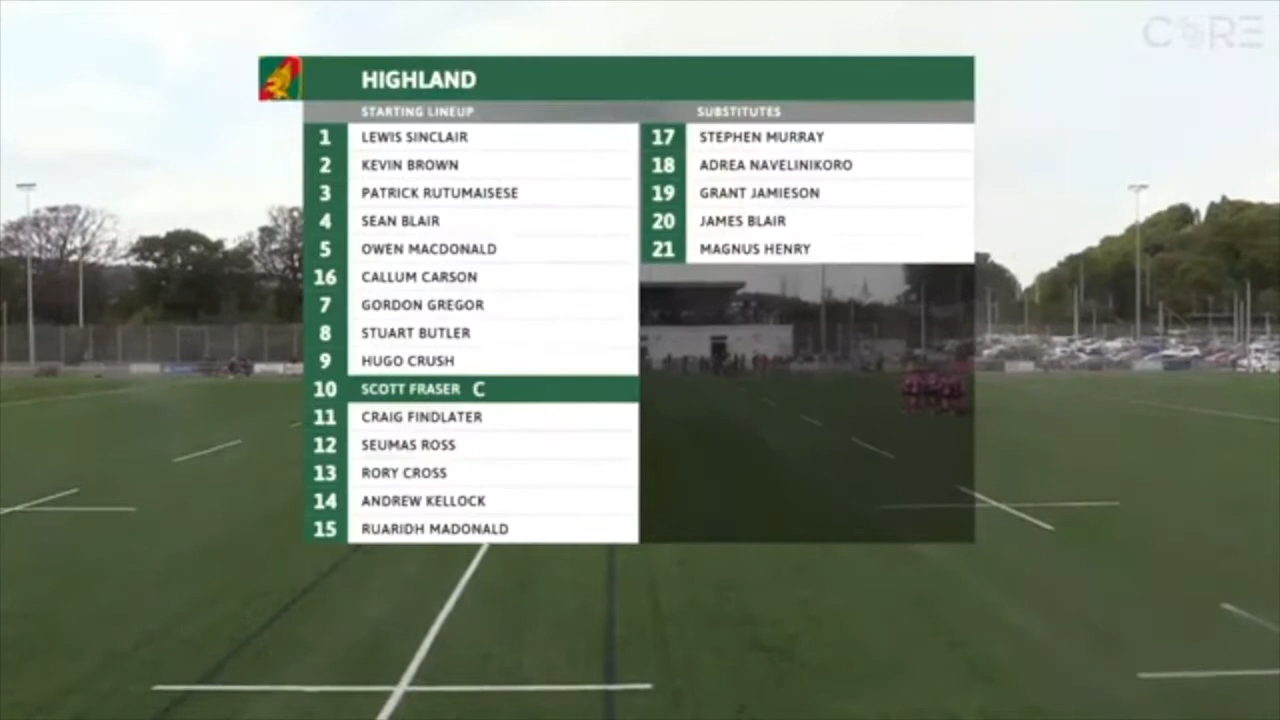 CORE
HIGHLAND
STARTING LINEUP
1 LEWIS SINCLAIR
2 KEVIN BROWN
3 PATRICK RUTUMAISESE
4 SEAN BLAIR
5 OWEN MACDONALD
16 CALLUM CARSON
7 GORDON GREGOR
8 STUART BUTLER
9 HUGO CRUSH
10 SCOTT FRASER C
11 CRAIG FINDLATER
12 SEUMAS ROSS
13 RORY CROSS
14 ANDREW KELLOCK
15 RUARIDH MADONALD
SUBSTITUTES
17 STEPHEN MURRAY
18 ADREA NAVELINIKORO
19 GRANT JAMIESON
20 JAMES BLAIR
21 MAGNUS HENRY